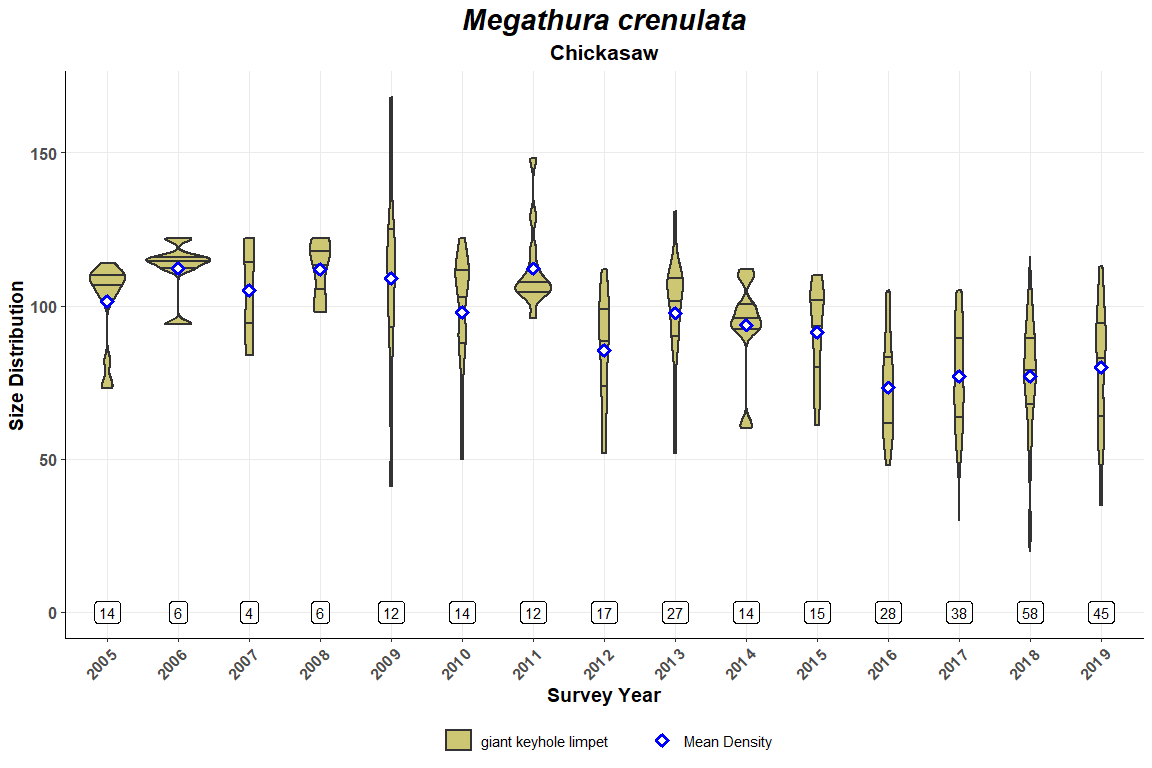 Megathura crenulata
Chickasaw
Size Distribution
150
100
50
0
14 6 4 6 12 14 12 17 27 14 15 28 38 58 45
2005 2006 2007 2008 2009 2010 2011 2012 2013 2014 2015 2016 2017 2018 2019
Survey Year
giant keyhole limpet Mean Density